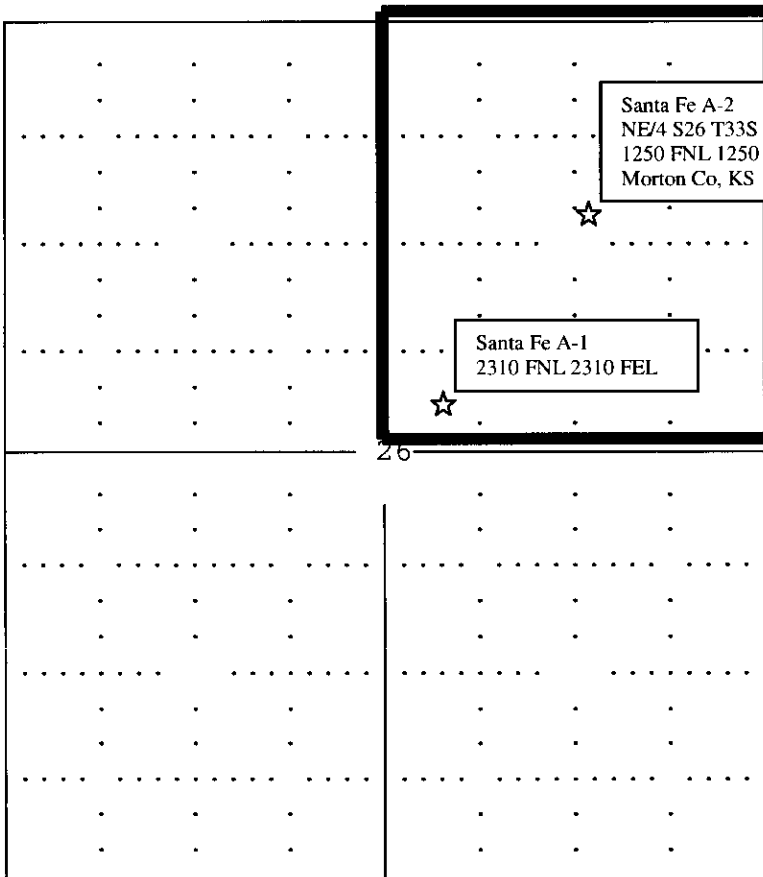 Santa Fe A-2
NE/4 S26 T33S
1250 FNL 1250
Morton Co, KS
Santa Fe A-1
2310 FNL 2310 FEL
26